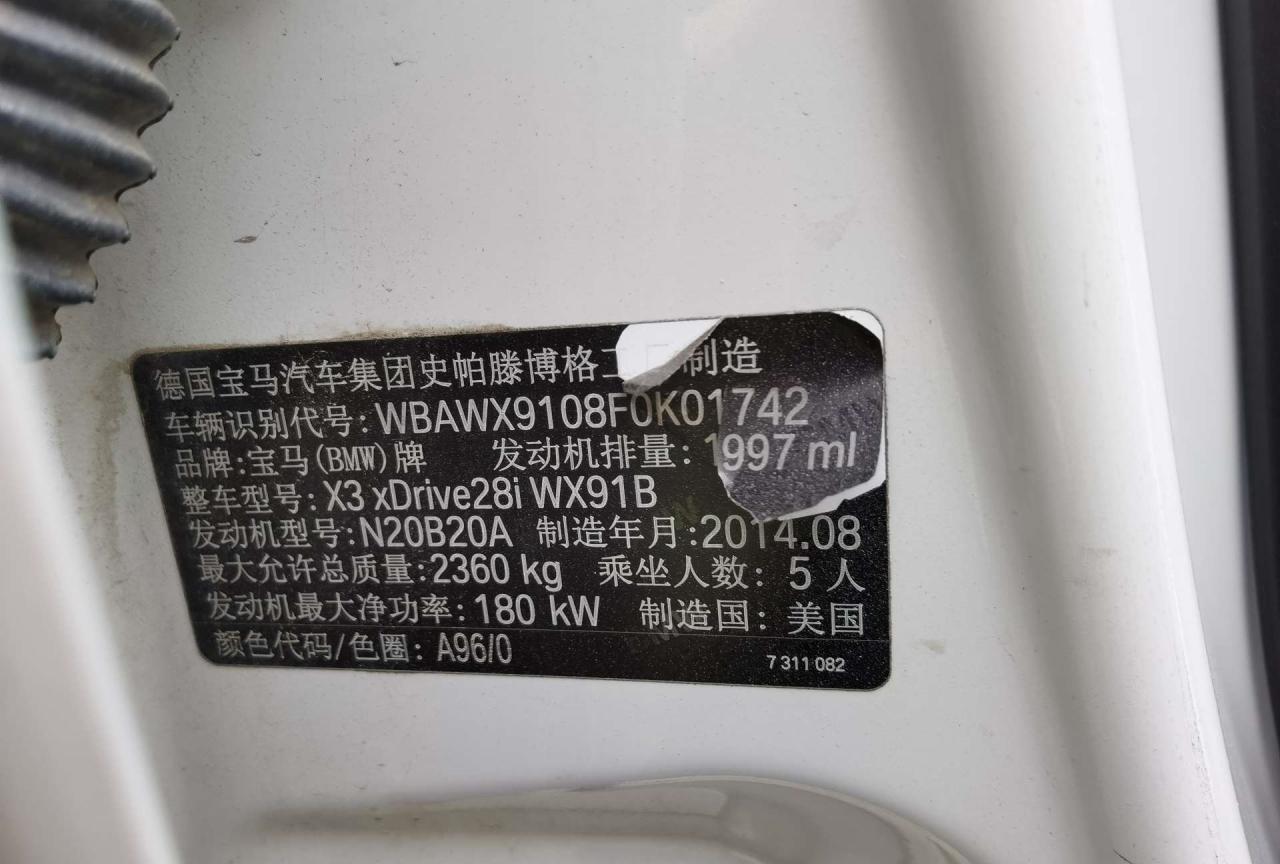 德国宝马汽车集团史帕滕博格工 制造
车辆识别代号:WBAWX9108F0K01742
品牌:宝马(BMW)牌 发动机排量:1997 ml
整车型号:X3 xDrive28i WX91B
发动机型号:N20B20A 制造年月:2014.08
最大允许总质量:2360 kg 乘坐人数:5人
发动机最大净功率:180 kW 制造国:美国
颜色代码/色圈:A96/0
7 311 082